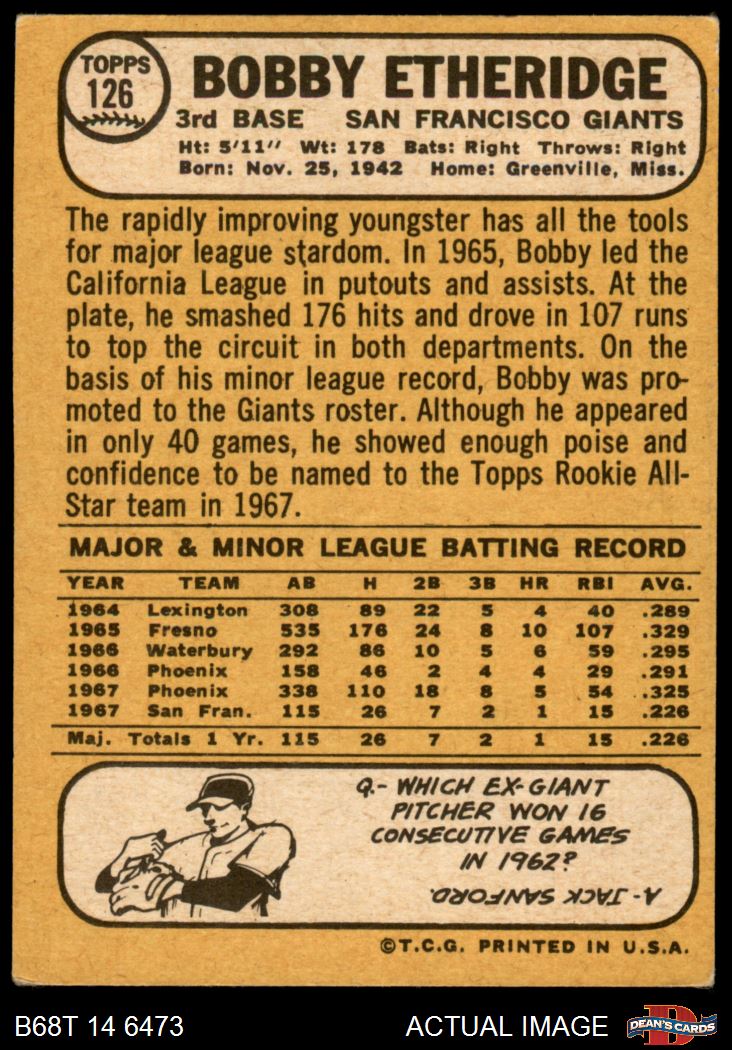 TOPPS
126
BOBBY ETHERIDGE
3rd BASE SAN FRANCISCO GIANTS
Ht: 5'11" Wt: 178 Bats: Right Throws: Right
Born: Nov. 25, 1942 Home: Greenville, Miss.
The rapidly improving youngster has all the tools
for major league stardom. In 1965, Bobby led the
California League in putouts and assists. At the
plate, he smashed 176 hits and drove in 107 runs
to top the circuit in both departments. On the
basis of his minor league record, Bobby was pro-
moted to the Giants roster. Although he appeared
in only 40 games, he showed enough poise and
confidence to be named to the Topps Rookie All-
Star team in 1967.
MAJOR & MINOR LEAGUE BATTING RECORD
YEAR TEAM AB H 2B 3B HR RBI AVG.
1964 Lexington 308 89 22 5 4 40 .289
1965 Fresno 535 176 24 8 10 107 .329
1966 Waterbury 292 86 10 5 6 59 .295
1966 Phoenix 158 46 2 4 4 29 .291
1967 Phoenix 338 110 18 8 5 54 .325
1967 San Fran. 115 26 7 2 1 15 .226
Maj. Totals 1 Yr. 115 26 7 2 1 15 .226
Q.- WHICH EX-GIANT
PITCHER WON 16
CONSECUTIVE GAMES
IN 1962?
A- JACK SANFORD.
©T.C.G. PRINTED IN U.S.A.
B68T 14 6473 ACTUAL IMAGE
D
DEAN'S CARDS